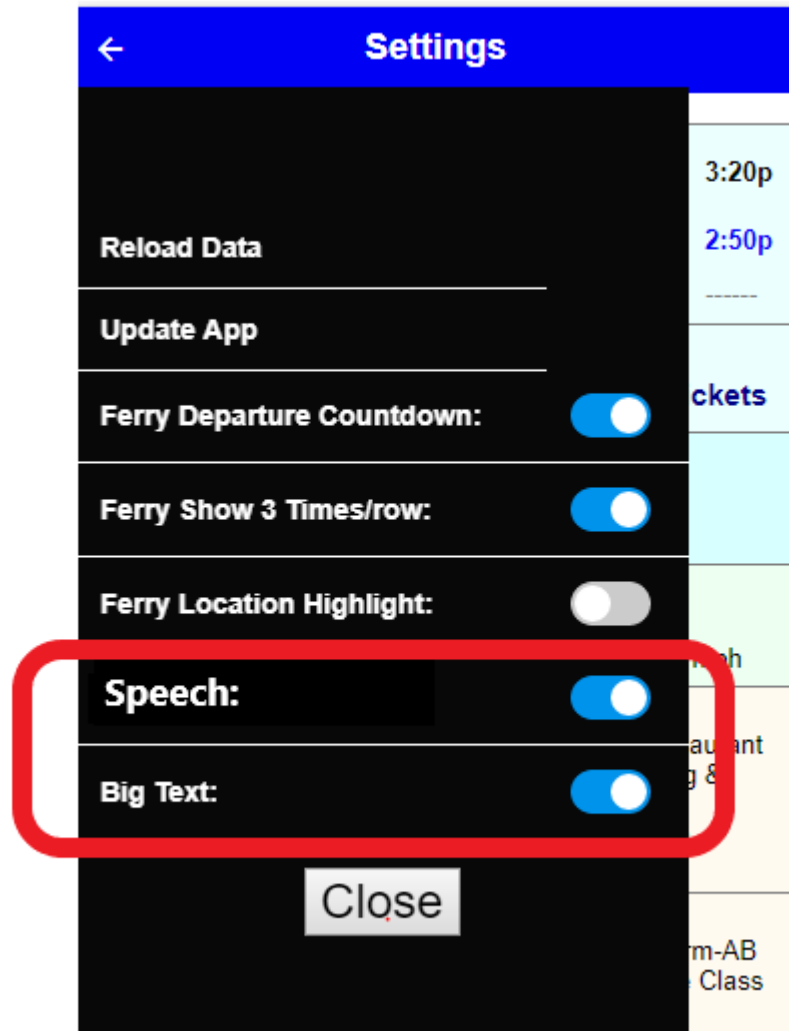 Settings
3:20p
Reload Data
2:50p
------
Update App
Ferry Departure Countdown:
ckets
Ferry Show 3 Times/row:
Ferry Location Highlight:
Speech:
Big Text:
Close
rm-AB
Class